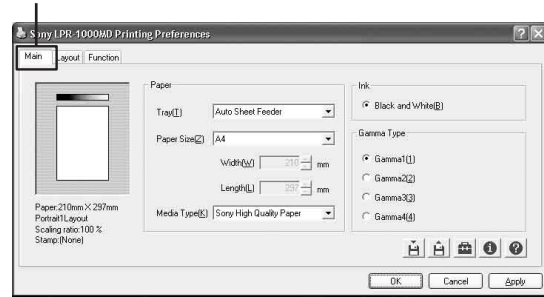 Sony LPR-1000MD Printing Preferences
Main Layout Function
Paper
Tray(T) Auto Sheet Feeder
Paper Size(Z) A4
Width(W) 210 mm
Length(L) 297 mm
Media Type(K) Sony High Quality Paper
Ink
Black and White(B)
Gamma Type
Gamma1(1)
Gamma2(2)
Gamma3(3)
Gamma4(4)
Paper:210mm X 297mm
Portrait1Layout
Scaling ratio:100 %
Stamp:(None)
OK Cancel Apply